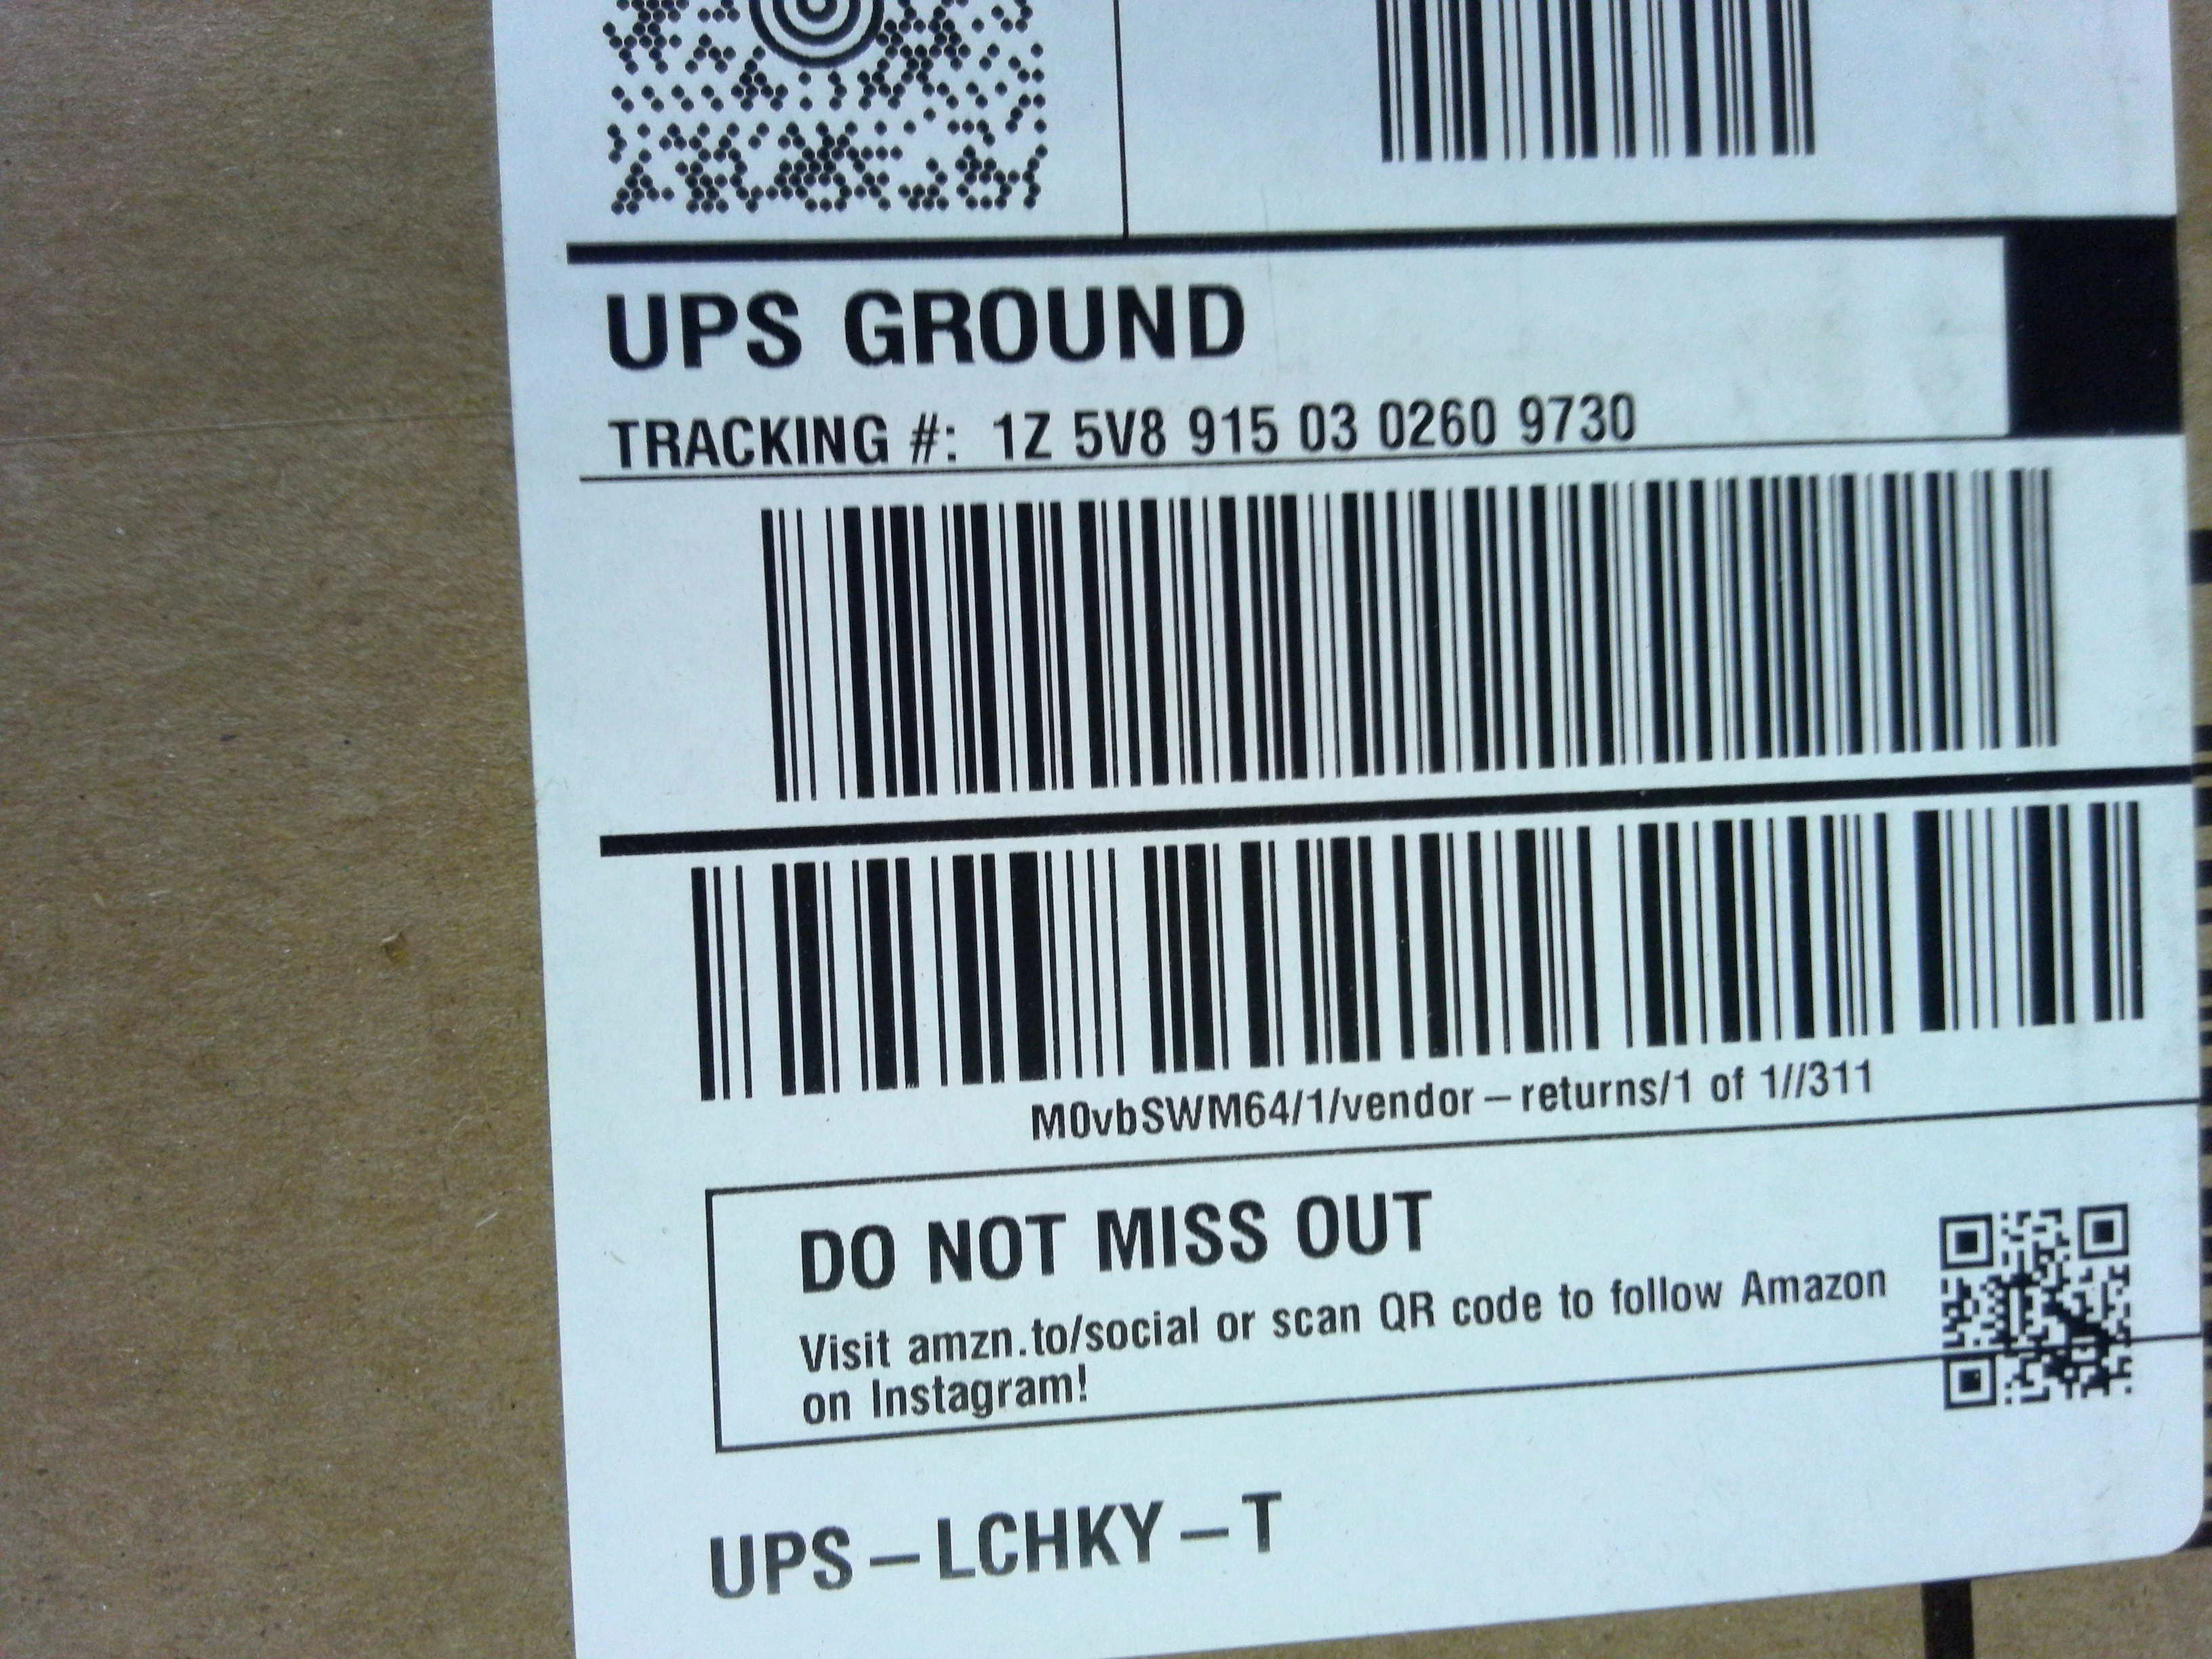 UPS GROUND
TRACKING #: 1Z 5V8 915 03 0260 9730
M0vbSWM64/1/vendor-returns/1 of 1//311
DO NOT MISS OUT
Visit amzn.to/social or scan QR code to follow Amazon
on Instagram!
UPS-LCHKY-T